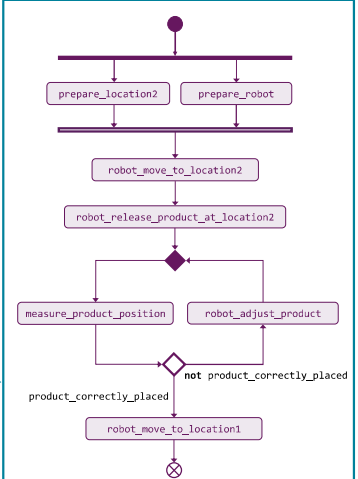 prepare_location2
prepare_robot
robot_move_to_location2
robot_release_product_at_location2
measure_product_position
robot_adjust_product
not product_correctly_placed
product_correctly_placed
robot_move_to_location1